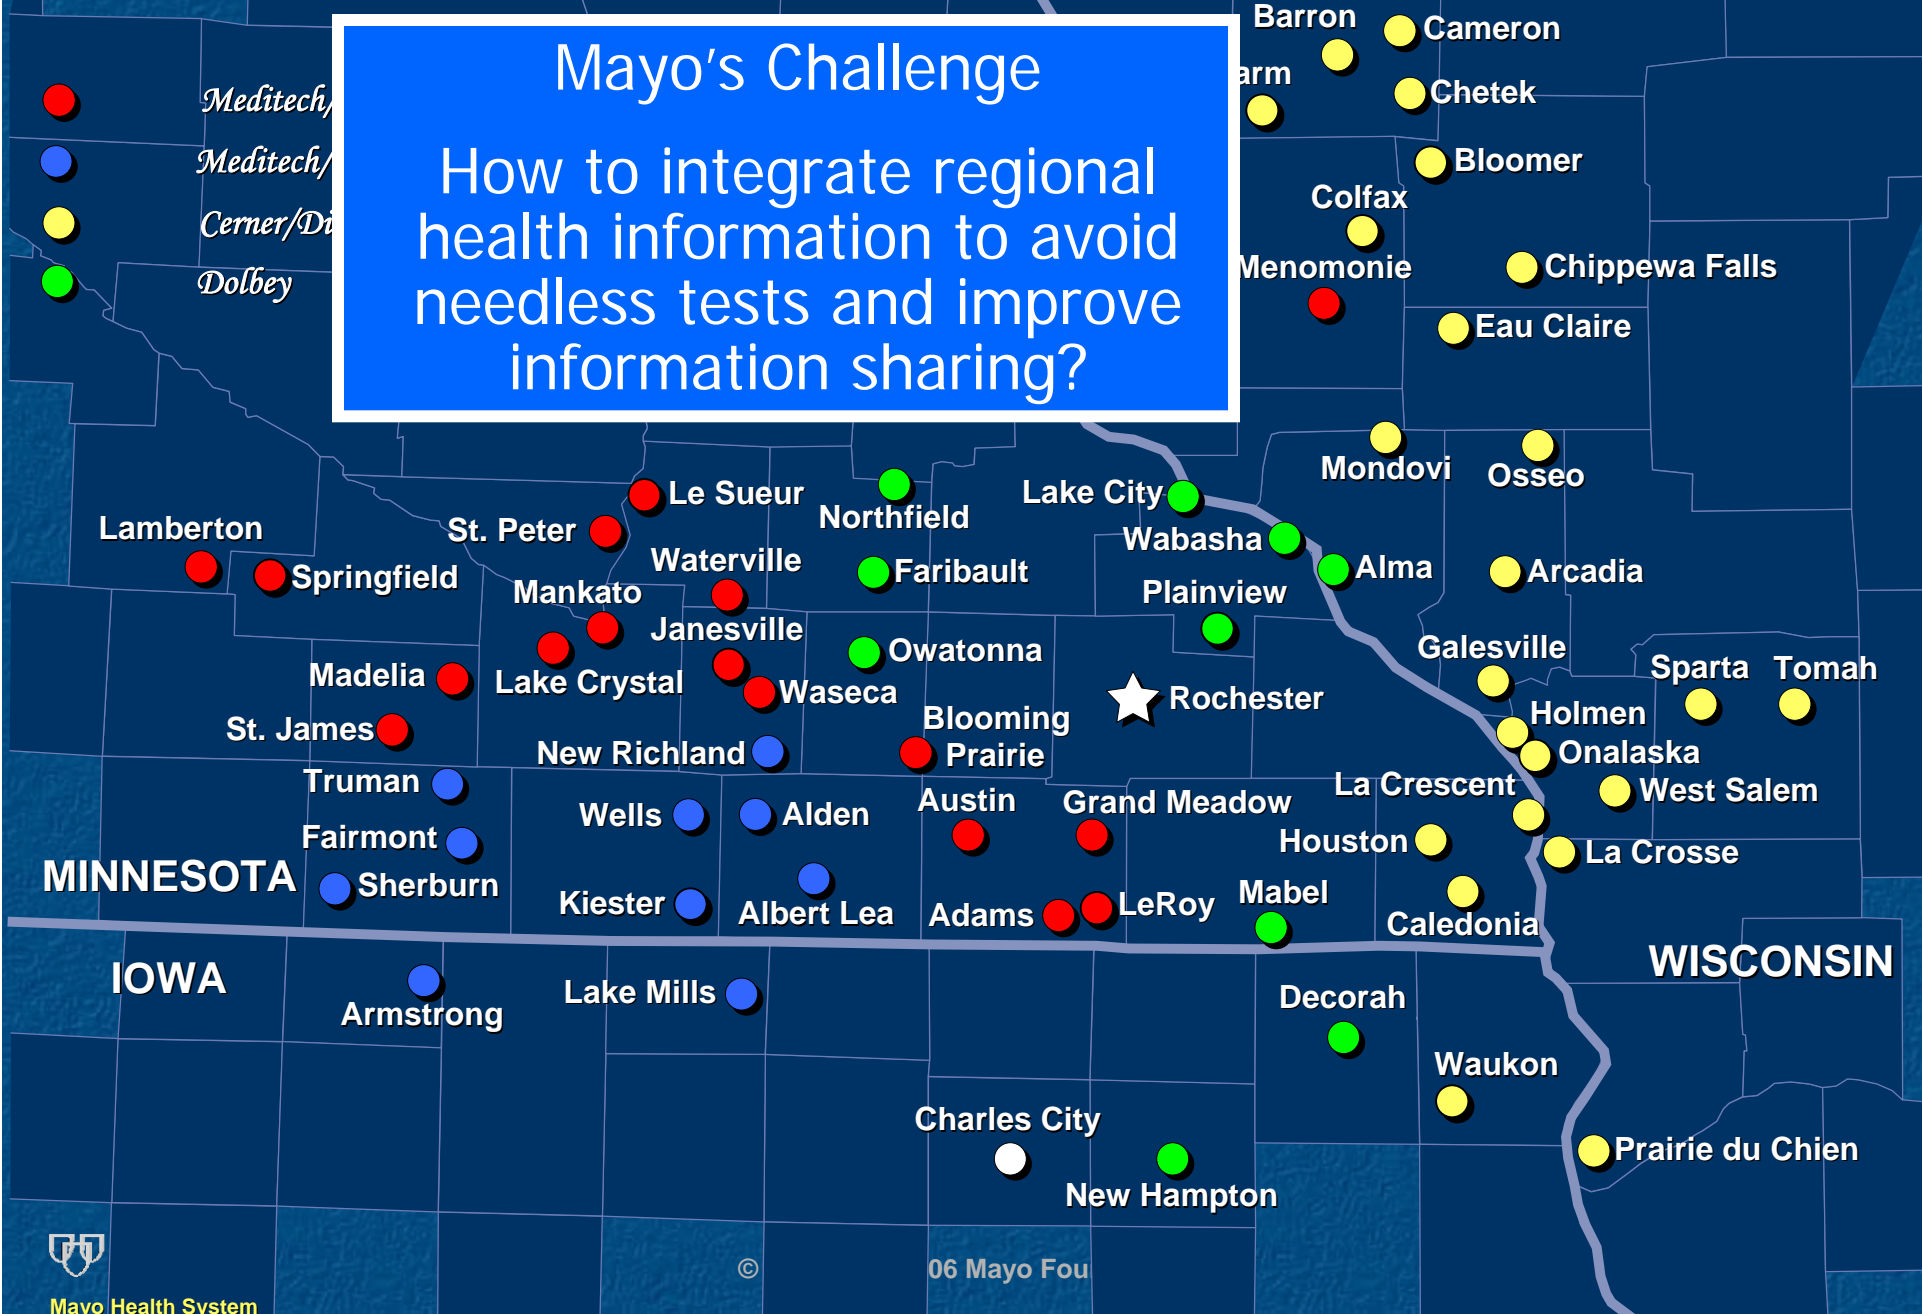 Mayo's Challenge
How to integrate regional
health information to avoid
needless tests and improve
information sharing?
Meditech/
Meditech/
Cerner/Di
Dolbey
Barron
Cameron
arm
Chetek
Bloomer
Colfax
Menomonie
Chippewa Falls
Eau Claire
Mondovi
Osseo
Le Sueur
Lake City
Lamberton
St. Peter
Northfield
Wabasha
Waterville
Springfield
Faribault
Alma
Arcadia
Mankato
Plainview
Janesville
Owatonna
Galesville
Madelia
Lake Crystal
Waseca
Rochester
Sparta
Tomah
St. James
Blooming
Prairie
Holmen
New Richland
Onalaska
Truman
La Crescent
West Salem
Wells
Alden
Austin
Grand Meadow
Fairmont
Houston
La Crosse
MINNESOTA
Sherburn
Kiester
Albert Lea
Adams
LeRoy
Mabel
Caledonia
IOWA
WISCONSIN
Armstrong
Lake Mills
Decorah
Waukon
Charles City
Prairie du Chien
New Hampton
© 06 Mayo Fou
Mayo Health System